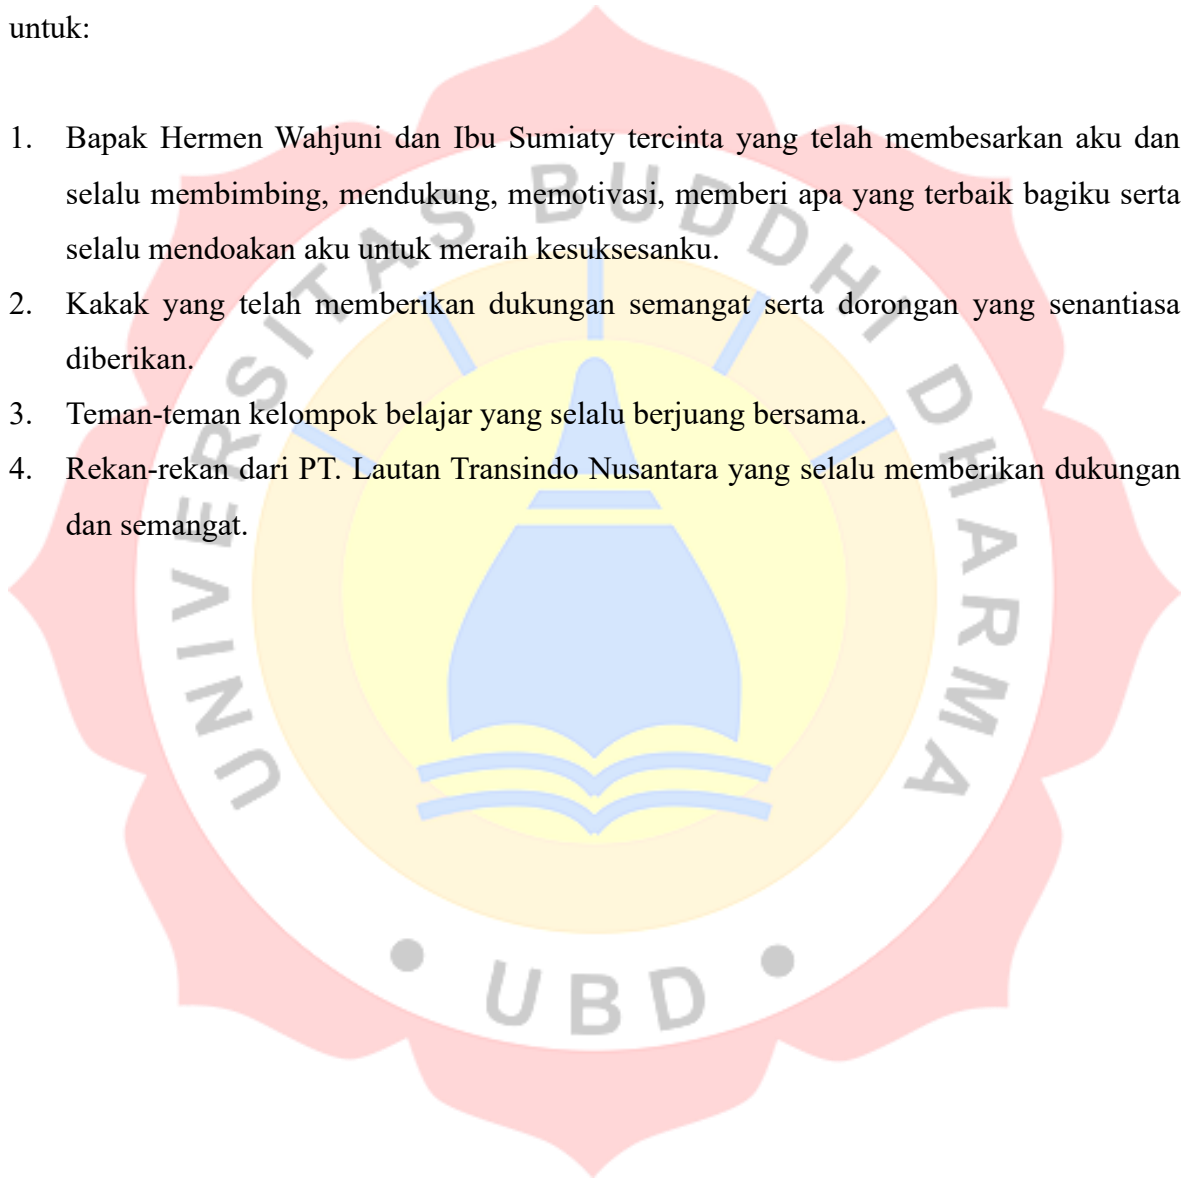 untuk:
1. Bapak Hermen Wahjuni dan Ibu Sumiaty tercinta yang telah membesarkan aku dan
selalu membimbing, mendukung, memotivasi, memberi apa yang terbaik bagiku serta
selalu mendoakan aku untuk meraih kesuksesanku.
2. Kakak yang telah memberikan dukungan semangat serta dorongan yang senantiasa
diberikan.
3. Teman-teman kelompok belajar yang selalu berjuang bersama.
4. Rekan-rekan dari PT. Lautan Transindo Nusantara yang selalu memberikan dukungan
dan semangat.
UNIVERSITAS BUDDHI DHARMA
UBD